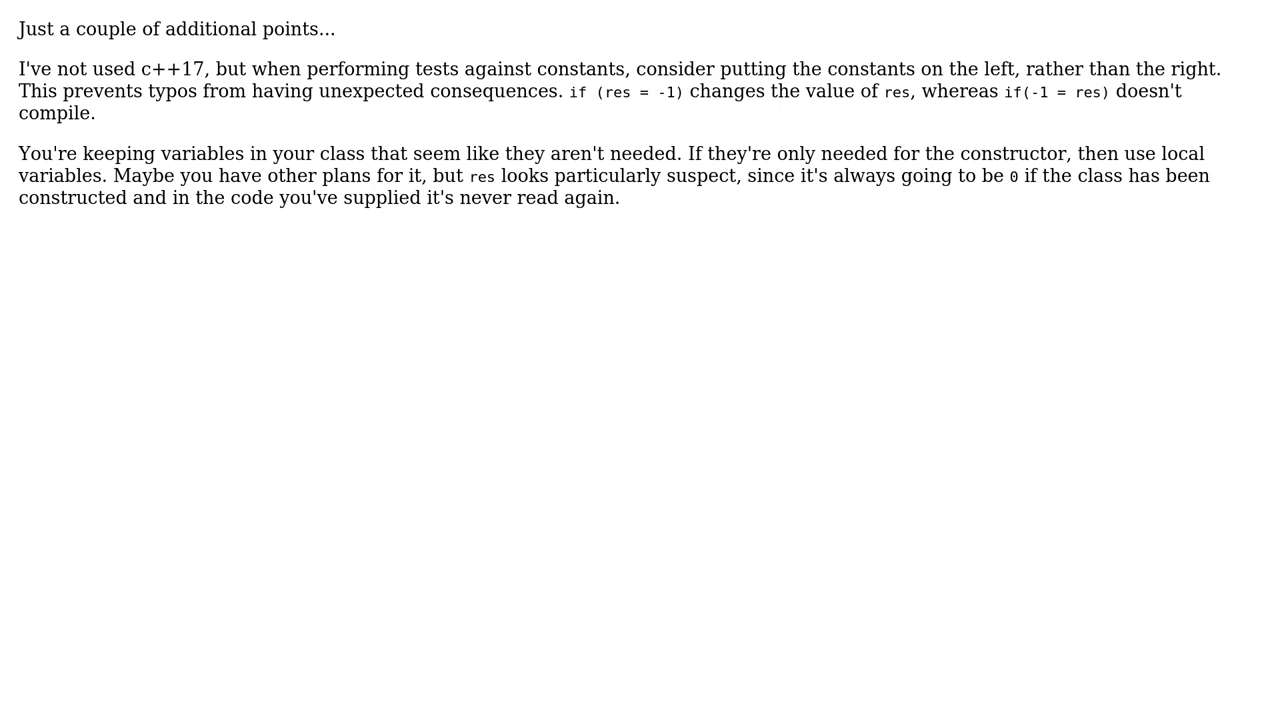 Just a couple of additional points...
I've not used c++17, but when performing tests against constants, consider putting the constants on the left, rather than the right.
This prevents typos from having unexpected consequences. if (res = -1) changes the value of res, whereas if(-1 = res) doesn't
compile.
You're keeping variables in your class that seem like they aren't needed. If they're only needed for the constructor, then use local
variables. Maybe you have other plans for it, but res looks particularly suspect, since it's always going to be 0 if the class has been
constructed and in the code you've supplied it's never read again.